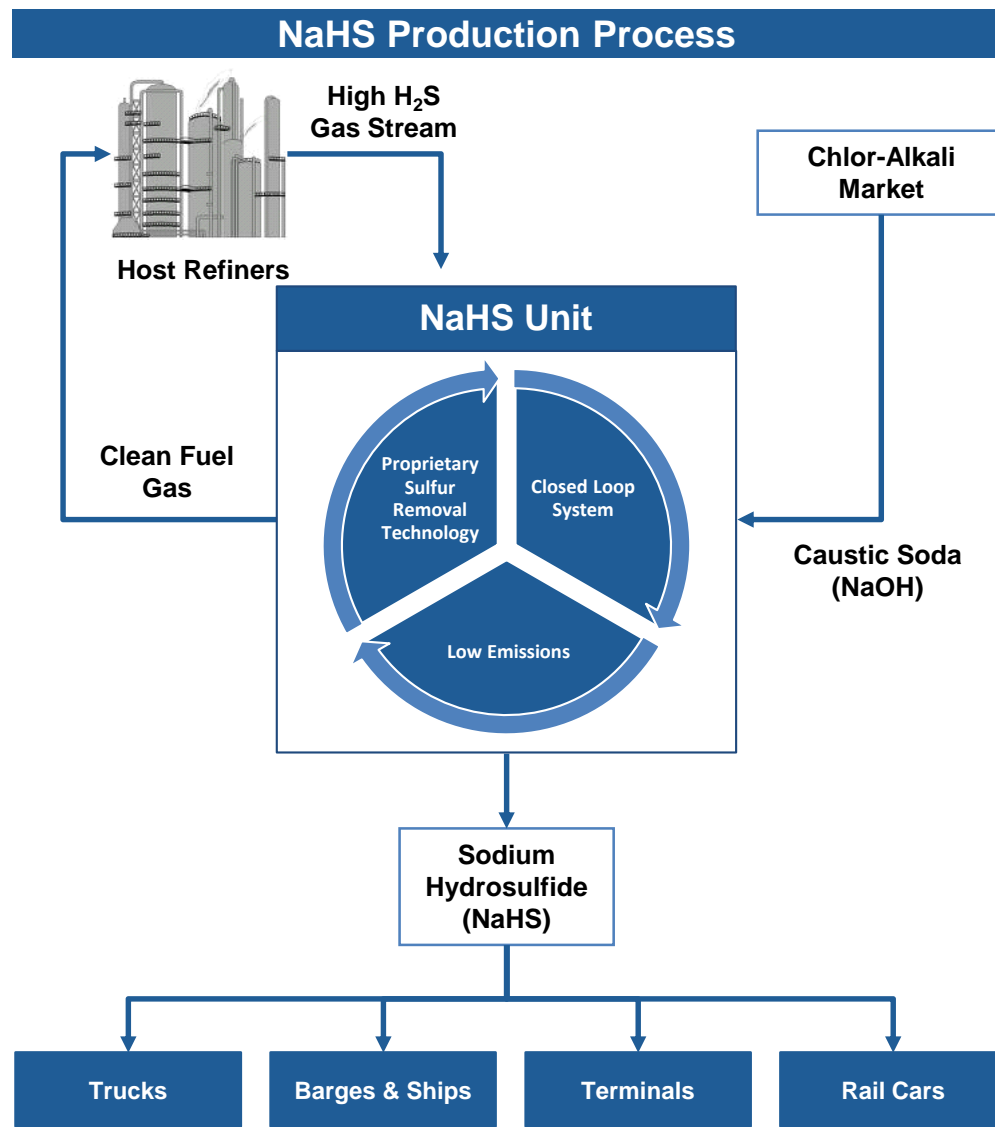 NaHS Production Process
High H₂S
Gas Stream
Chlor-Alkali
Market
Host Refiners
NaHS Unit
Clean Fuel
Gas
Proprietary
Sulfur
Removal
Technology
Closed Loop
System
Low Emissions
Caustic Soda
(NaOH)
Sodium
Hydrosulfide
(NaHS)
Trucks
Barges & Ships
Terminals
Rail Cars